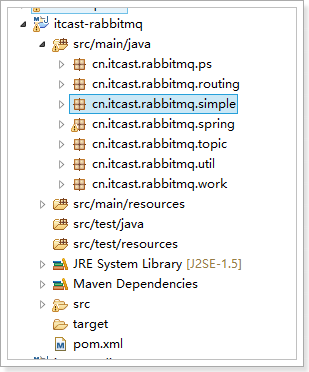 itcast-rabbitmq
src/main/java
cn.itcast.rabbitmq.ps
cn.itcast.rabbitmq.routing
cn.itcast.rabbitmq.simple
cn.itcast.rabbitmq.spring
cn.itcast.rabbitmq.topic
cn.itcast.rabbitmq.util
cn.itcast.rabbitmq.work
src/main/resources
src/test/java
src/test/resources
JRE System Library [J2SE-1.5]
Maven Dependencies
src
target
pom.xml